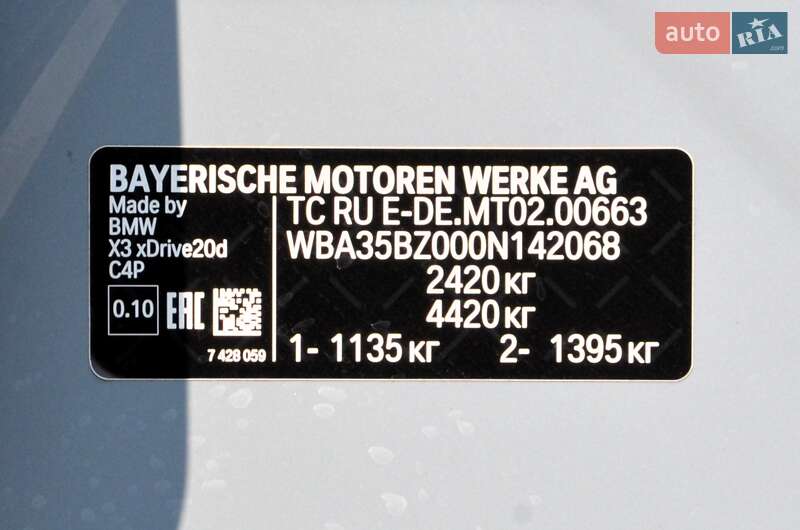 auto RIA
.com
BAYERISCHE MOTOREN WERKE AG
Made by
BMW
X3 xDrive20d
C4P
0.10 EAC
7 428 059
TC RU E-DE.MT02.00663
WBA35BZ000N142068
2420 кг
4420 кг
1- 1135 кг 2- 1395 кг